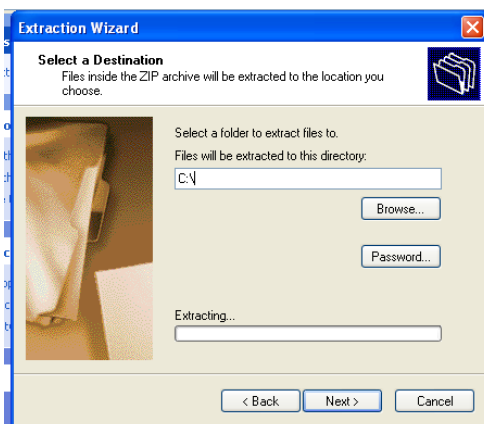 Extraction Wizard
Select a Destination
Files inside the ZIP archive will be extracted to the location you
choose.
Select a folder to extract files to.
Files will be extracted to this directory:
C:\
Browse...
Password...
Extracting...
< Back
Next >
Cancel